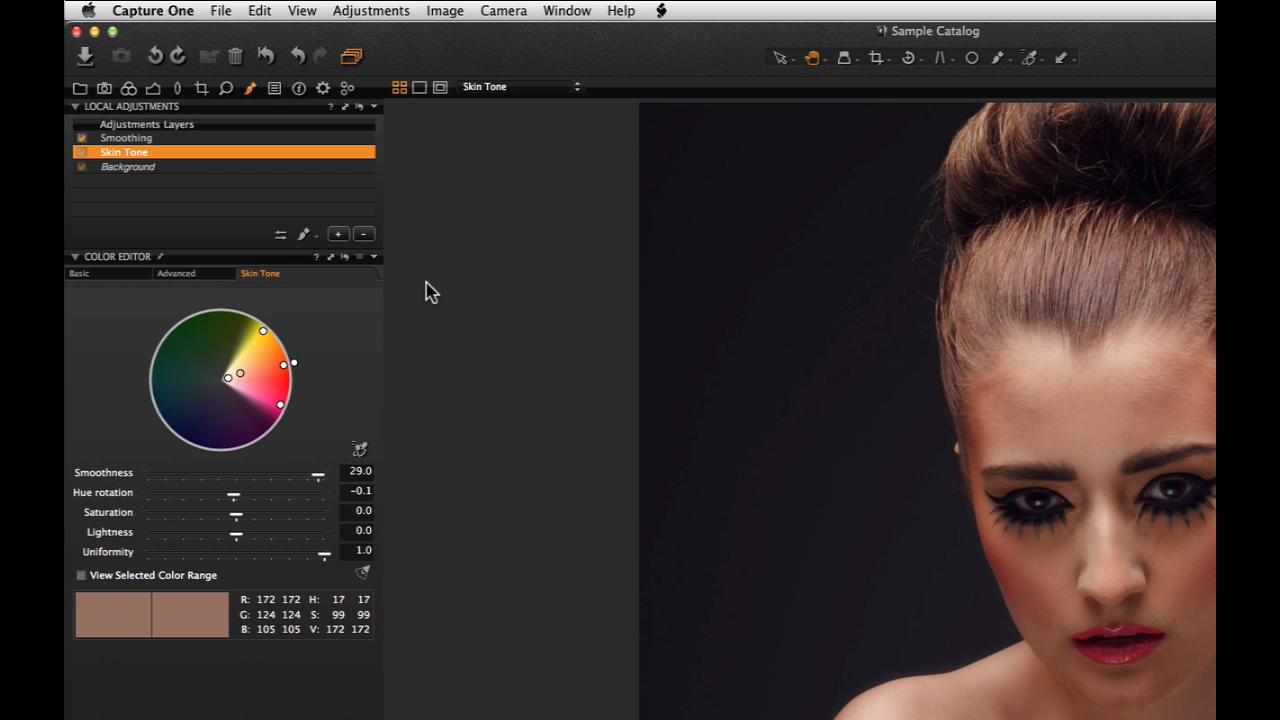 Capture One File Edit View Adjustments Image Camera Window Help
Sample Catalog
Skin Tone
LOCAL ADJUSTMENTS ?
Adjustments Layers
Smoothing
Skin Tone
Background
+ -
COLOR EDITOR ?
Basic Advanced Skin Tone
Smoothness 29.0
Hue rotation -0.1
Saturation 0.0
Lightness 0.0
Uniformity 1.0
View Selected Color Range
R: 172 172 H: 17 17
G: 124 124 S: 99 99
B: 105 105 V: 172 172